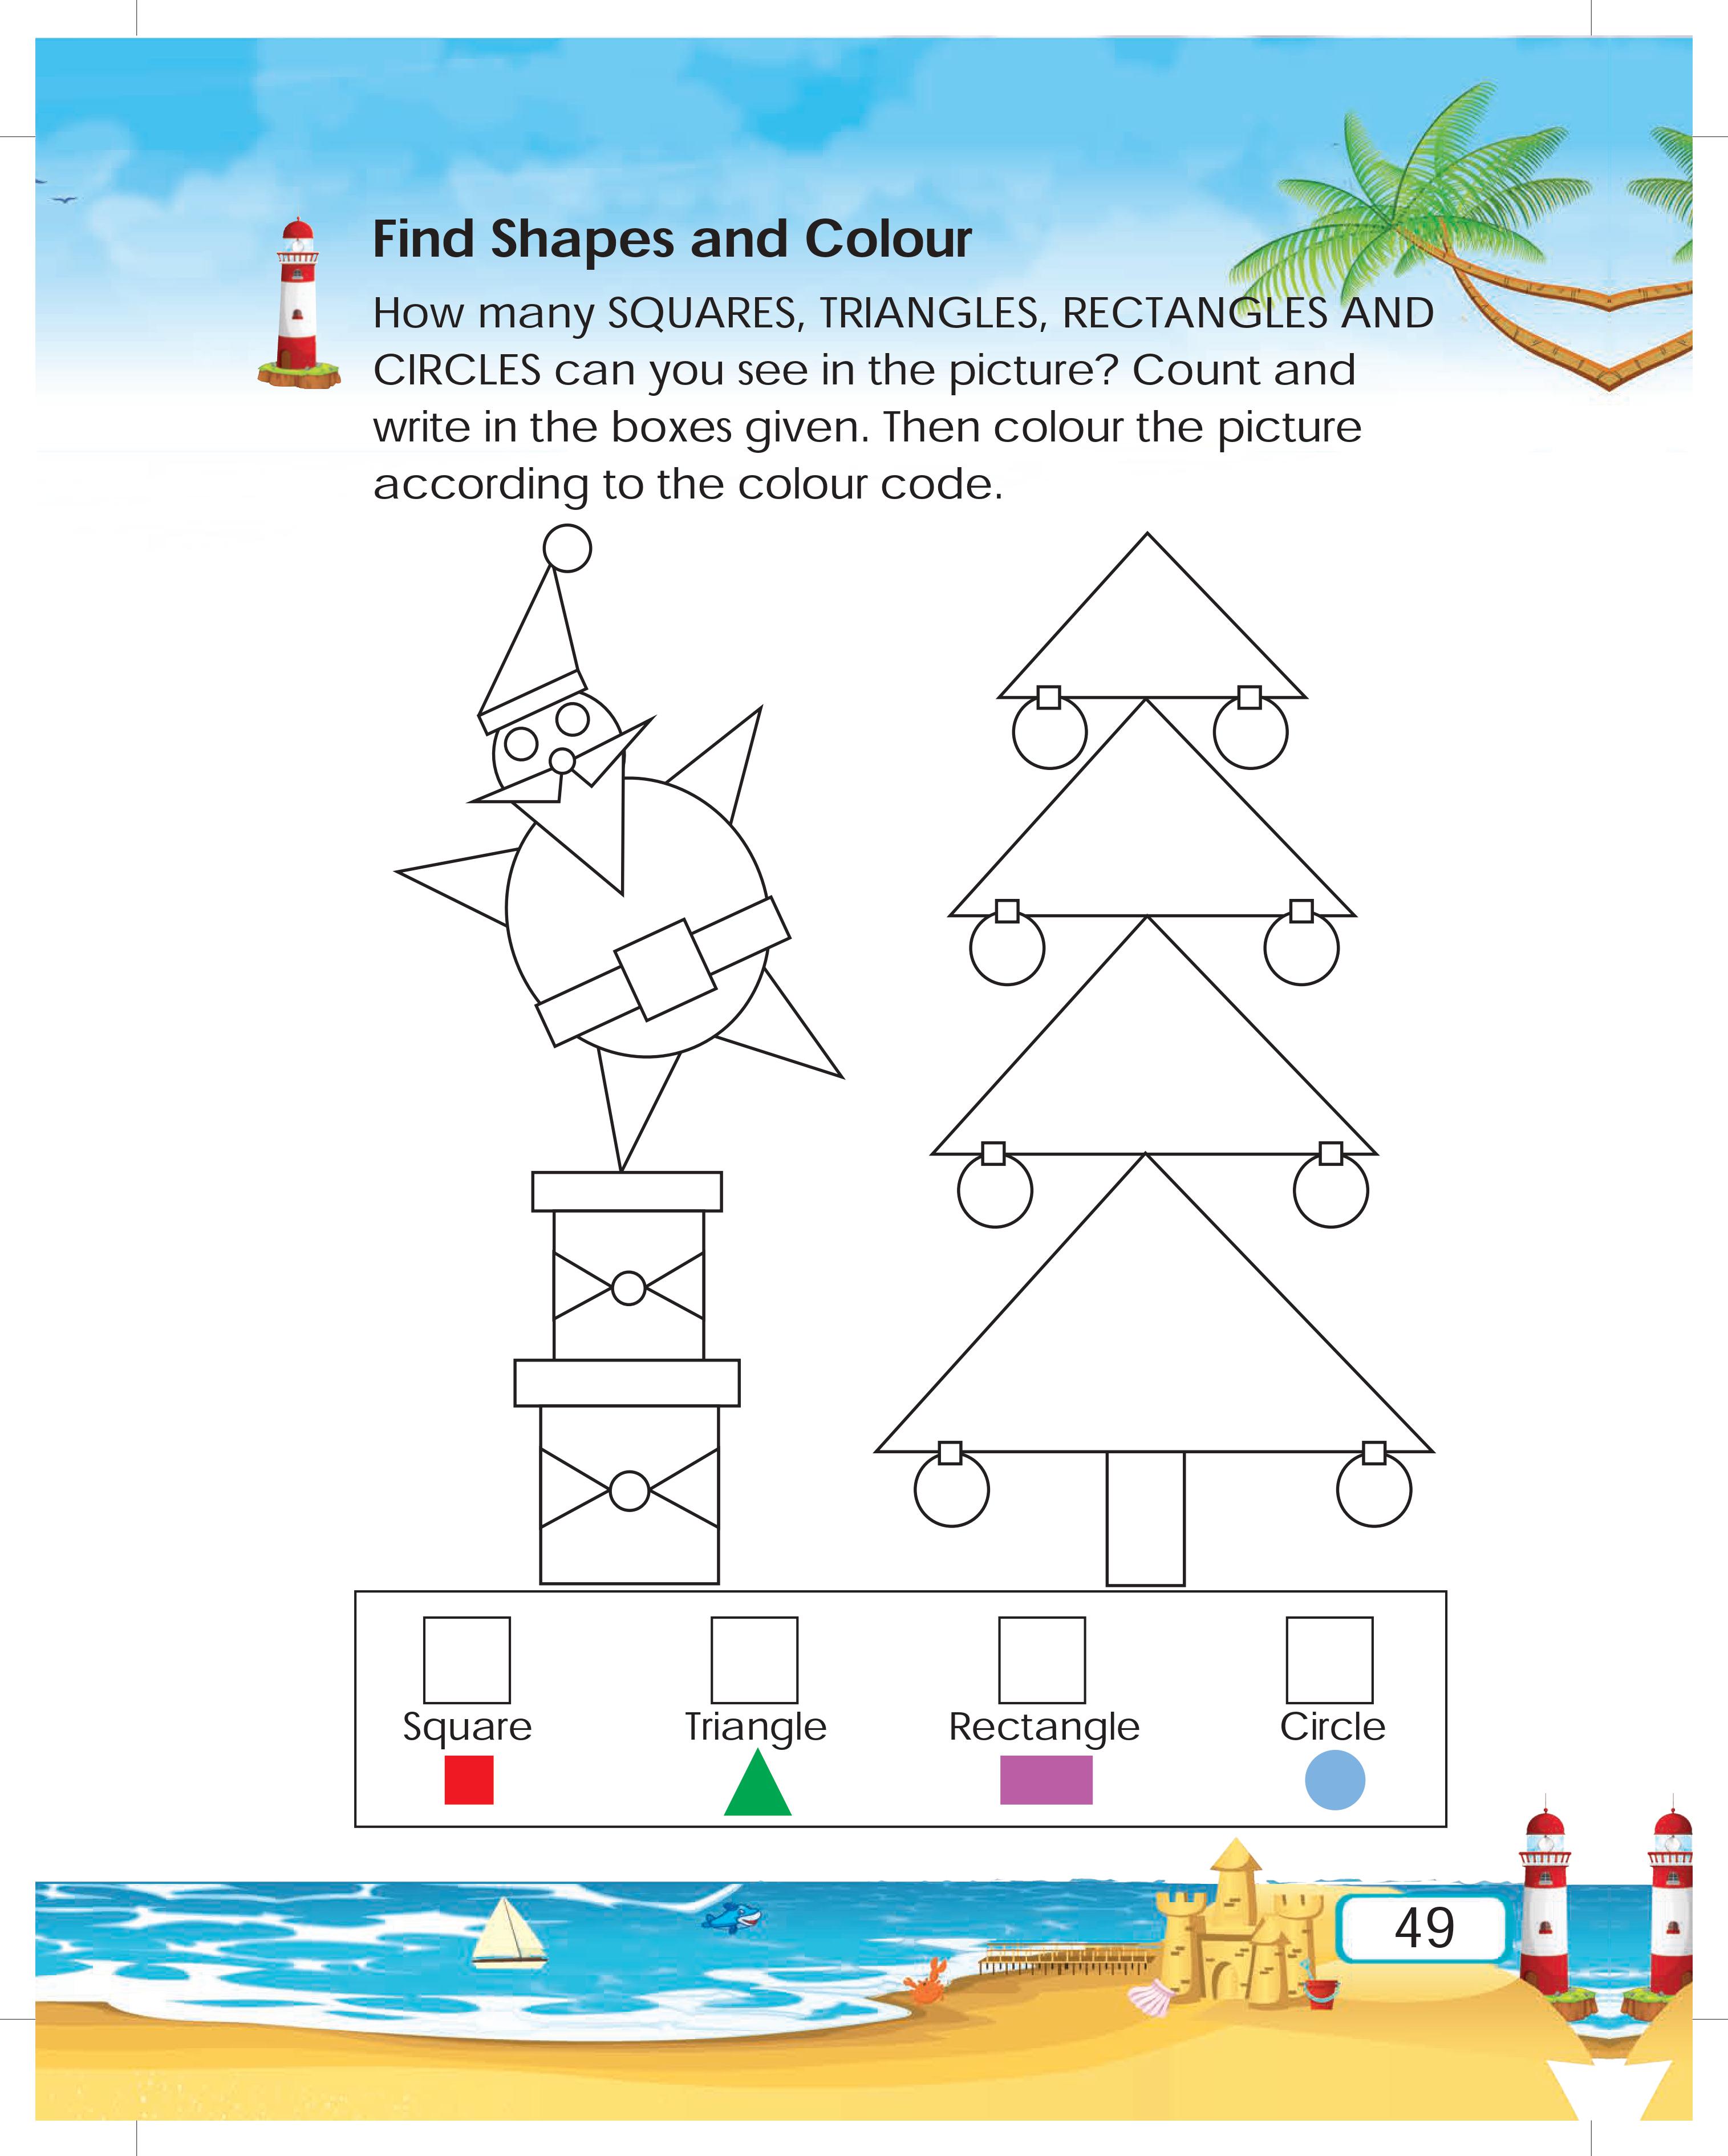 Find Shapes and Colour
How many SQUARES, TRIANGLES, RECTANGLES AND
CIRCLES can you see in the picture? Count and
write in the boxes given. Then colour the picture
according to the colour code.
Square Triangle Rectangle Circle
49